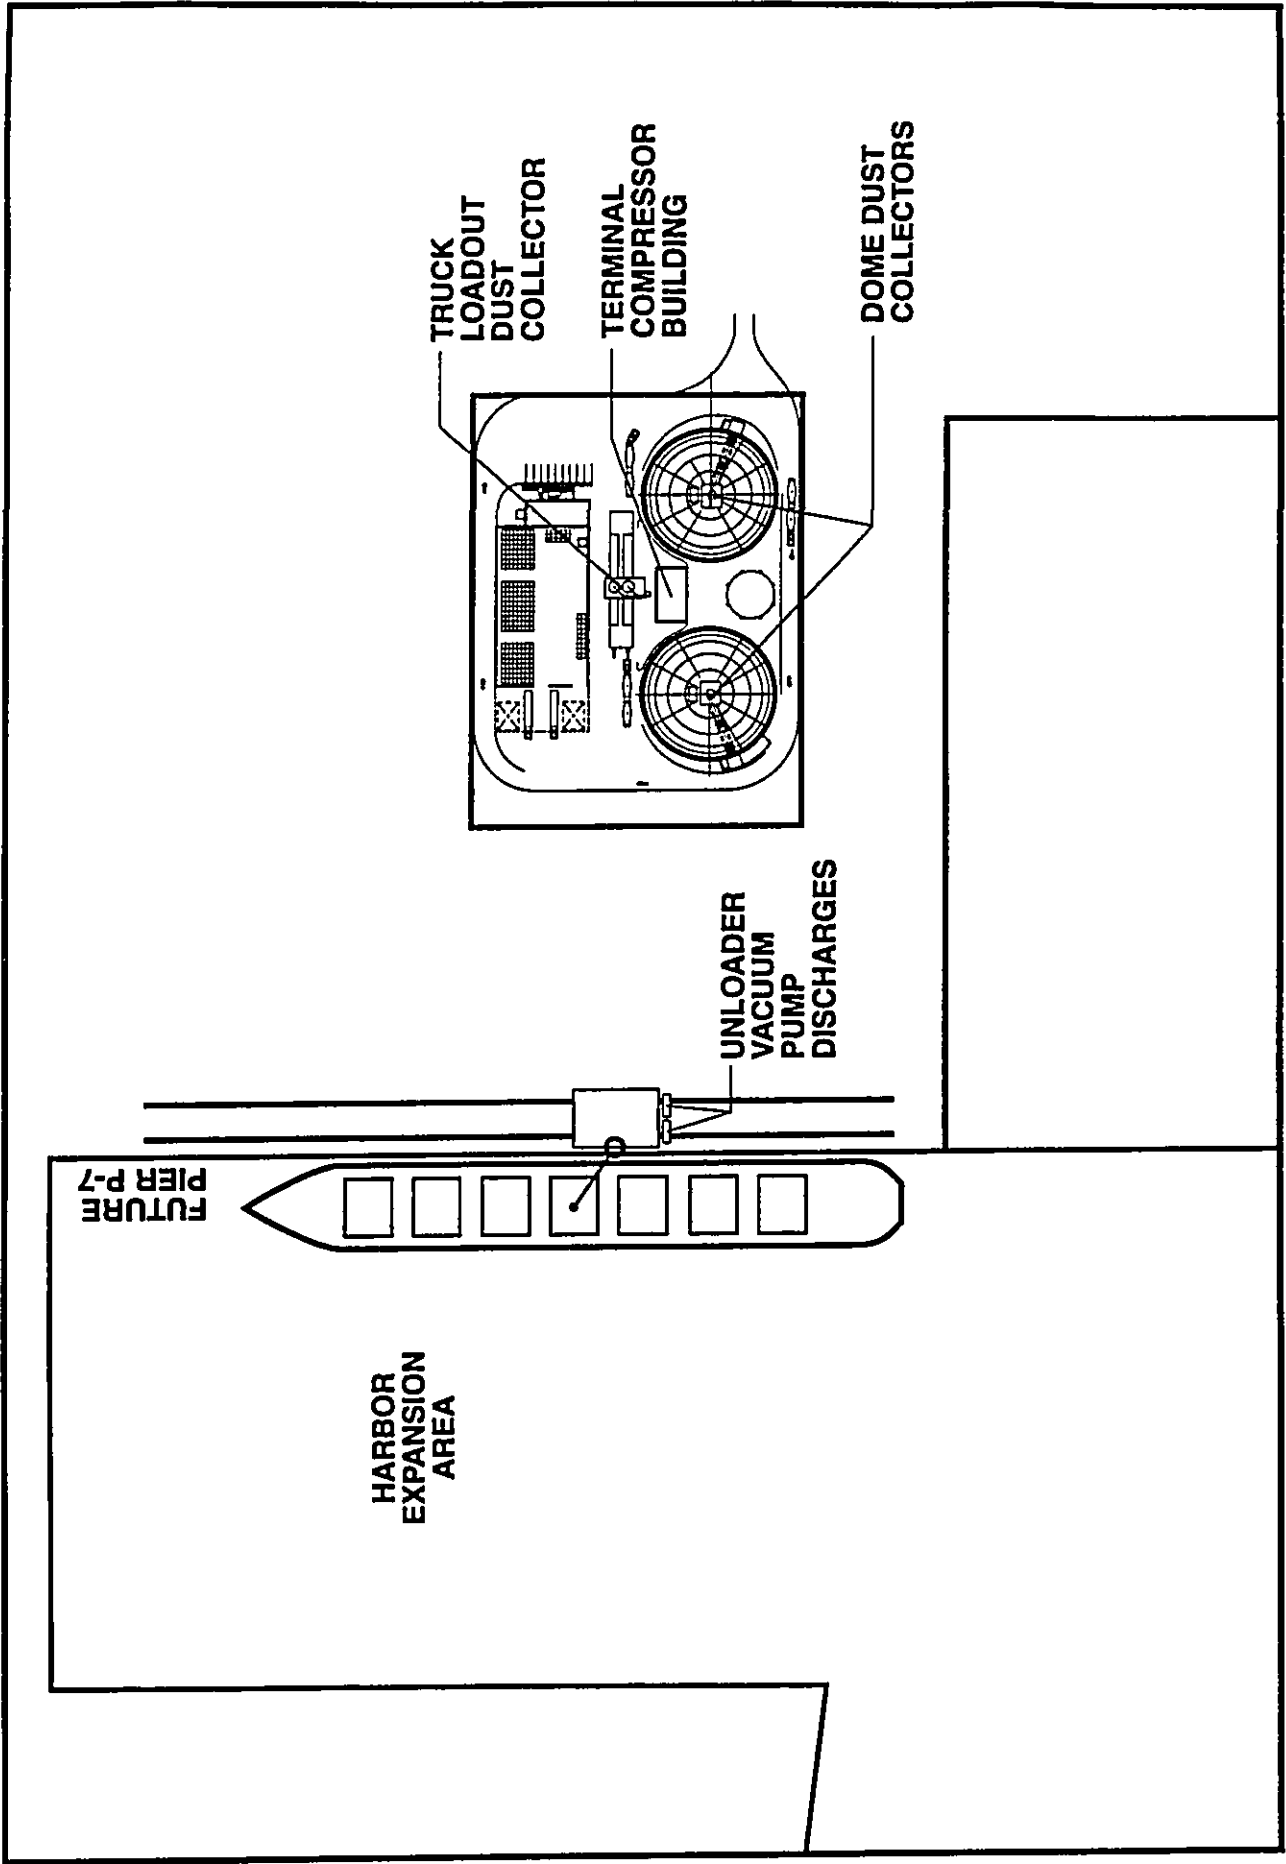 FUTURE
PIER P-7
HARBOR
EXPANSION
AREA
UNLOADER
VACUUM
PUMP
DISCHARGES
TRUCK
LOADOUT
DUST
COLLECTOR
TERMINAL
COMPRESSOR
BUILDING
DOME DUST
COLLECTORS